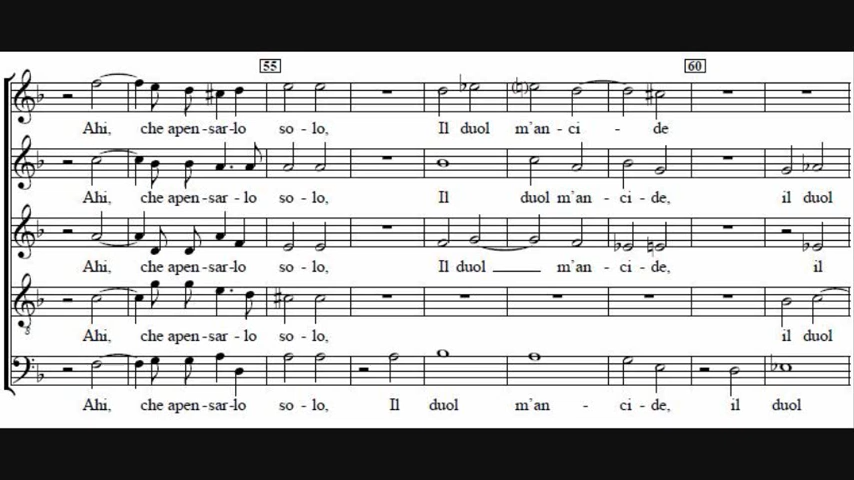 55 60
Ahi, che apen-sar-lo so-lo, Il duol m'an-ci-de
Ahi, che apen-sar-lo so-lo, Il duol m'an-ci-de, il duol
Ahi, che apen-sar-lo so-lo, Il duol m'an-ci-de, il
8
Ahi, che apen-sar-lo so-lo, il duol
Ahi, che apen-sar-lo so-lo, Il duol m'an-ci-de, il duol